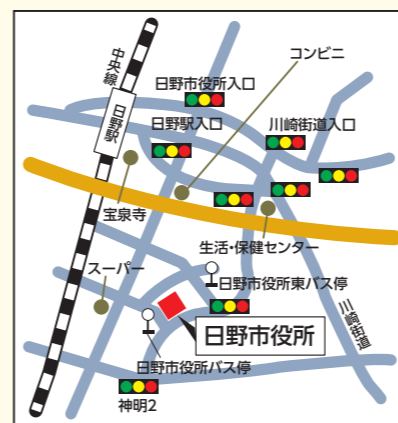 コンビニ
中央線
日野市役所入口
日野駅
日野駅入口
川崎街道入口
宝泉寺
生活・保健センター
スーパー
日野市役所東バス停
日野市役所
川崎街道
日野市役所バス停
神明2